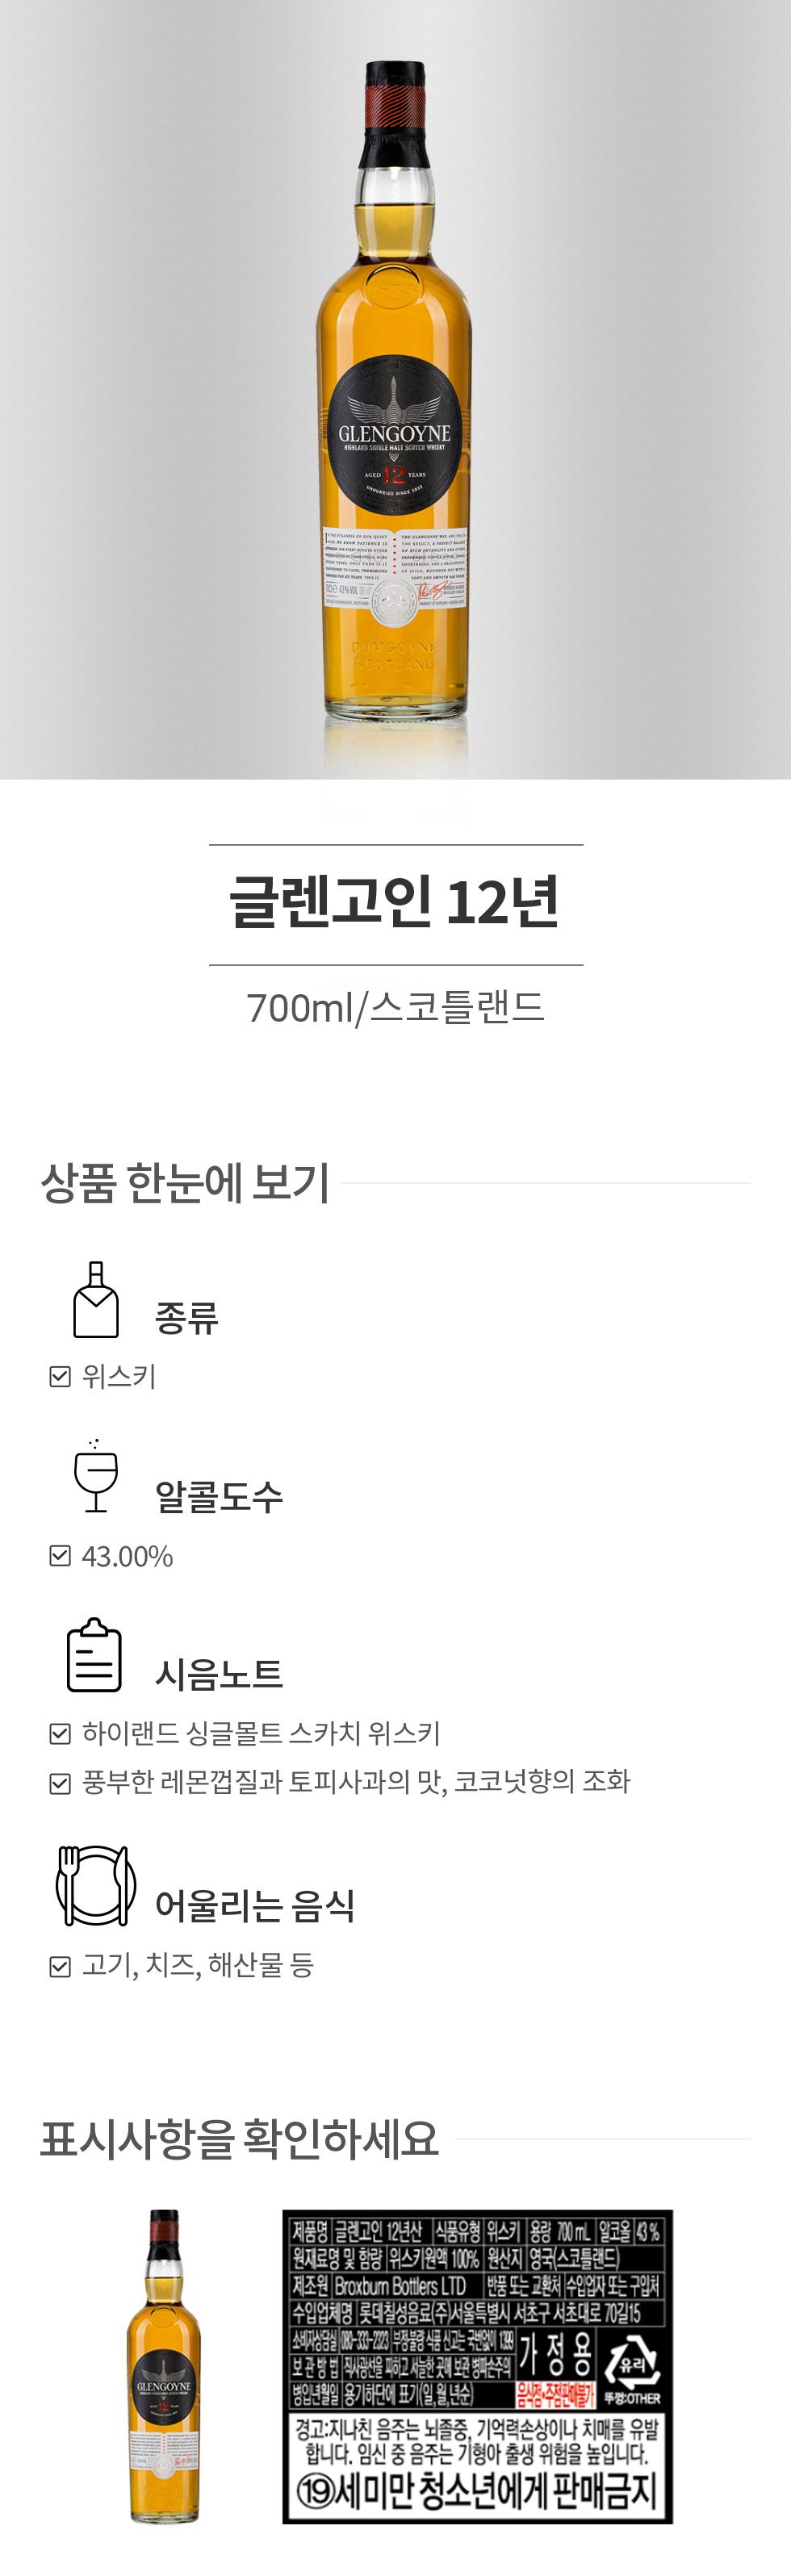 GLENGOYNE
HIGHLAND SINGLE MALT SCOTCH WHISKY
AGED 12 YEARS
UNHURRIED SINCE 1833
43% VOL
DUMGOYNE
SCOTLAND
글렌고인 12년
700ml/스코틀랜드
상품 한눈에 보기
종류
위스키
알콜도수
43.00%
시음노트
하이랜드 싱글몰트 스카치 위스키
풍부한 레몬껍질과 토피사과의 맛, 코코넛향의 조화
어울리는 음식
고기, 치즈, 해산물 등
표시사항을 확인하세요
GLENGOYNE
12
제품명 글렌고인 12년산 식품유형 위스키 용량 700 mL 알코올 43 %
원재료명 및 함량 위스키원액 100% 원산지 영국(스코틀랜드)
제조원 Broxburn Bottlers LTD 반품 또는 교환처 수입업자 또는 구입처
수입업체명 롯데칠성음료(주)서울특별시 서초구 서초대로 70길15
소비자상담실 080-333-2323 부정·불량 식품 신고는 국번없이 1399
보 관 방 법 직사광선을 피하고 서늘한 곳에 보관 병파손주의
병입년월일 용기하단에 표기(일,월,년순)
가 정 용
음식점·주점판매불가
유리
뚜껑:OTHER
경고:지나친 음주는 뇌졸중, 기억력손상이나 치매를 유발
합니다. 임신 중 음주는 기형아 출생 위험을 높입니다.
⑲세미만 청소년에게 판매금지